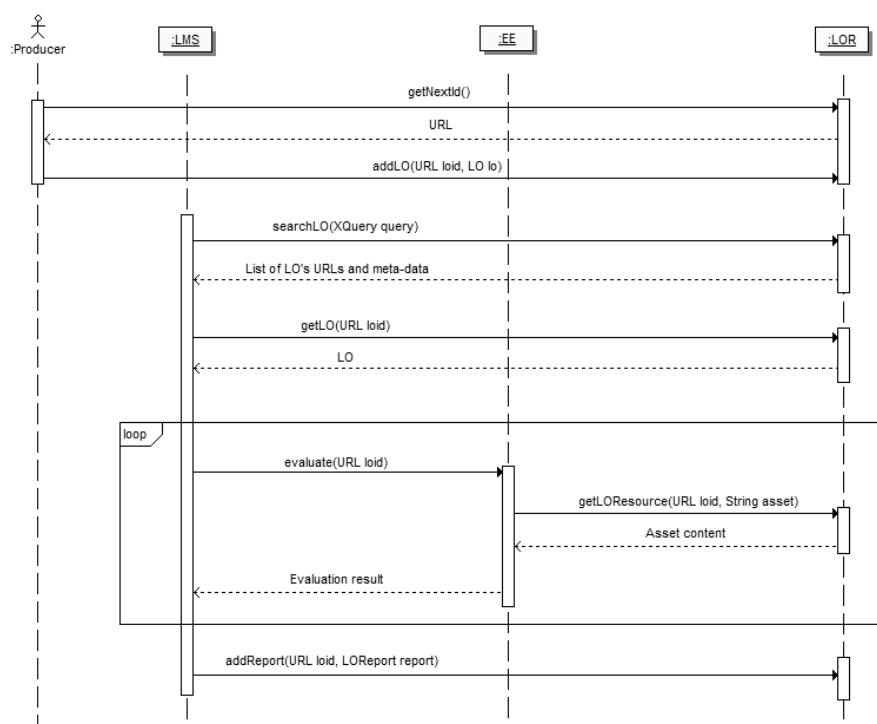 :Producer
:LMS
:EE
:LOR
getNextId()
URL
addLO(URL loid, LO lo)
searchLO(XQuery query)
List of LO's URLs and meta-data
getLO(URL loid)
LO
loop
evaluate(URL loid)
getLOResource(URL loid, String asset)
Asset content
Evaluation result
addReport(URL loid, LOReport report)